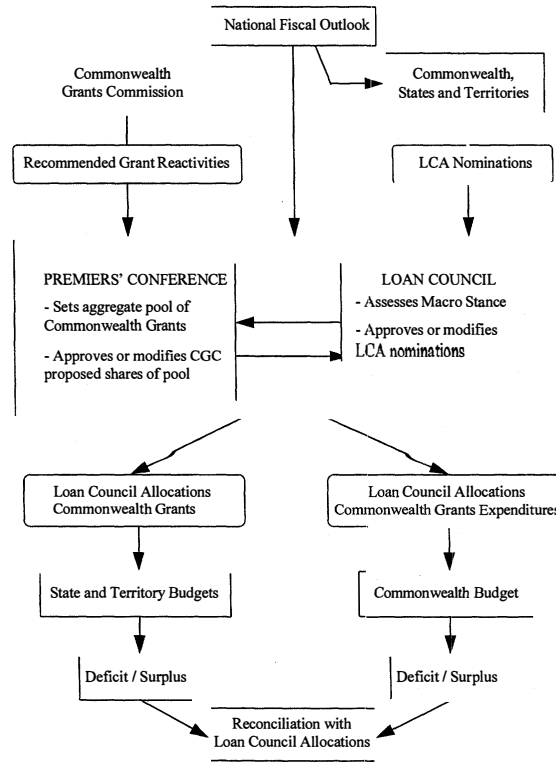 National Fiscal Outlook
Commonwealth
Grants Commission
Commonwealth,
States and Territories
Recommended Grant Reactivities
LCA Nominations
PREMIERS' CONFERENCE
- Sets aggregate pool of
Commonwealth Grants
- Approves or modifies CGC
proposed shares of pool
LOAN COUNCIL
- Assesses Macro Stance
- Approves or modifies
LCA nominations
Loan Council Allocations
Commonwealth Grants
Loan Council Allocations
Commonwealth Grants Expenditures
State and Territory Budgets
Commonwealth Budget
Deficit / Surplus
Deficit / Surplus
Reconciliation with
Loan Council Allocations